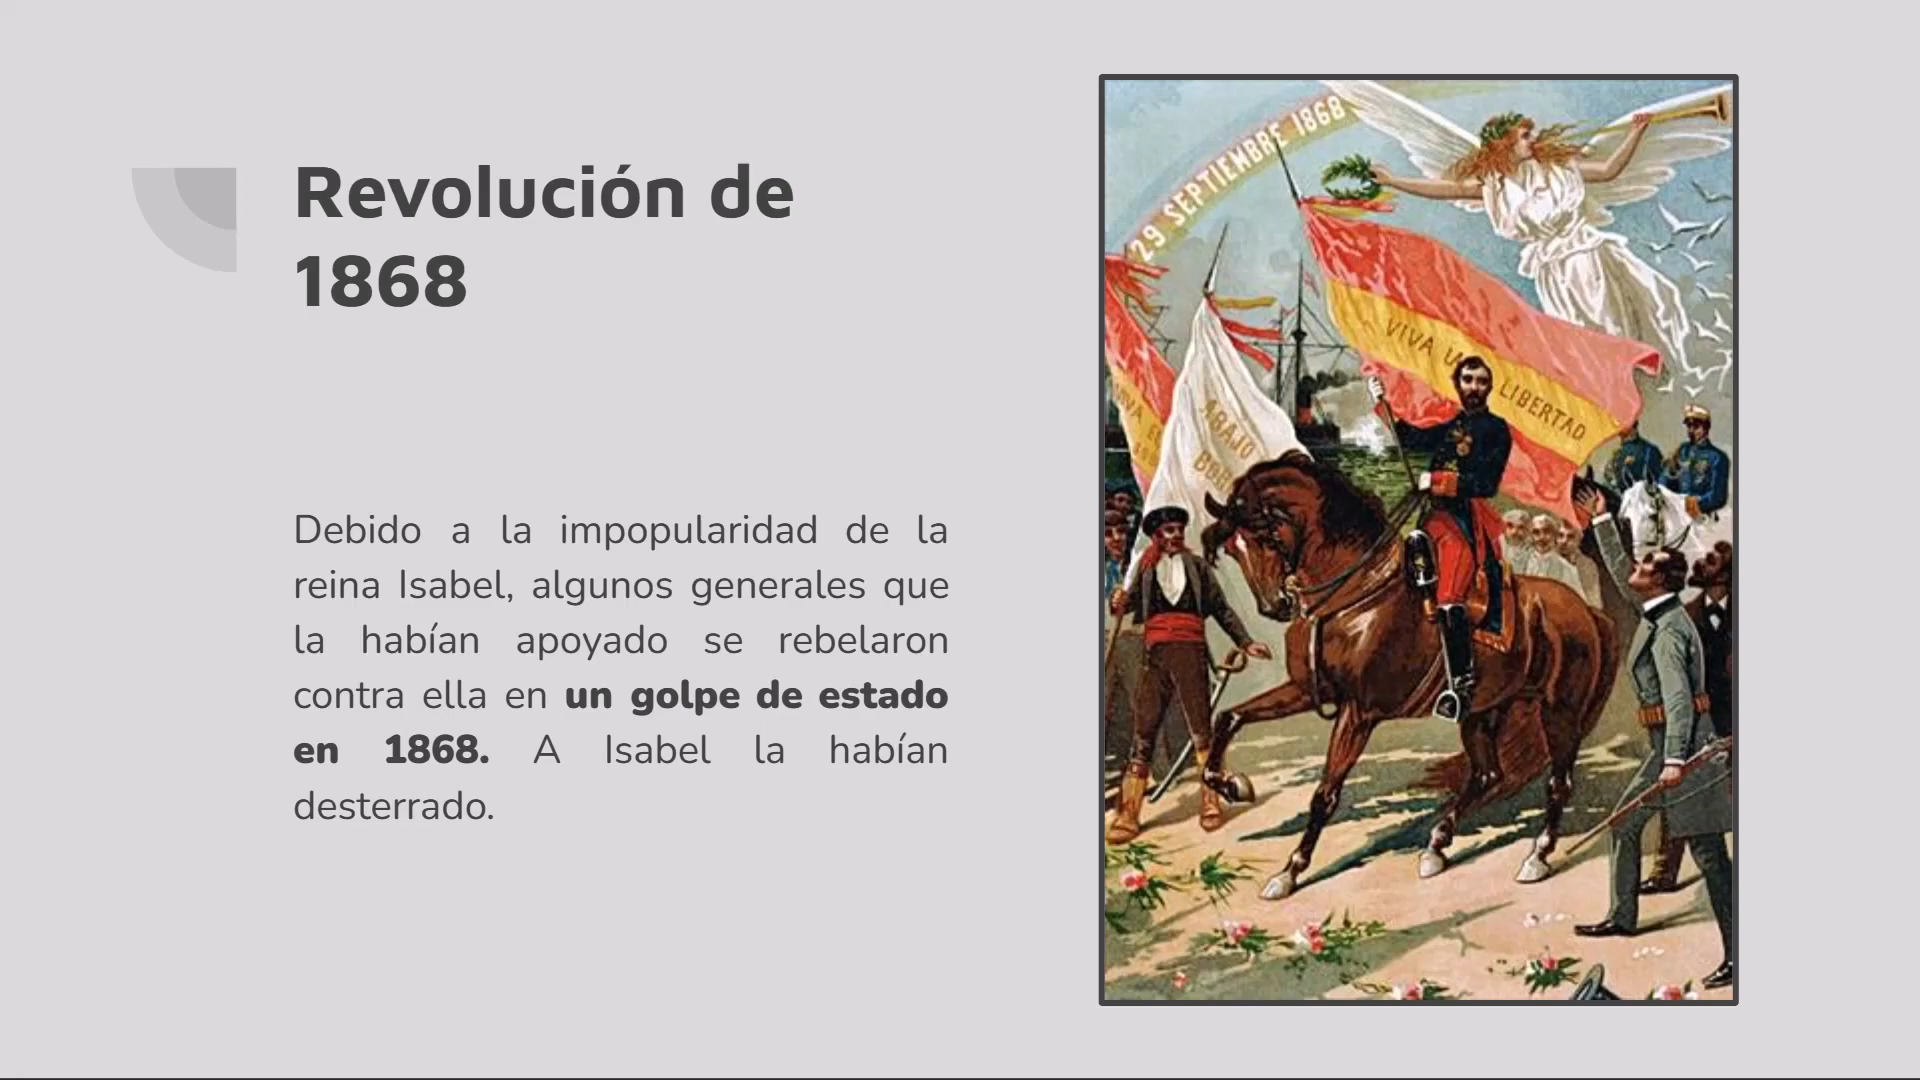 Revolución de
1868
Debido a la impopularidad de la
reina Isabel, algunos generales que
la habían apoyado se rebelaron
contra ella en un golpe de estado
en 1868. A Isabel la habían
desterrado.
29 SEPTIEMBRE 1868
VIVA LIBERTAD
ABAJO